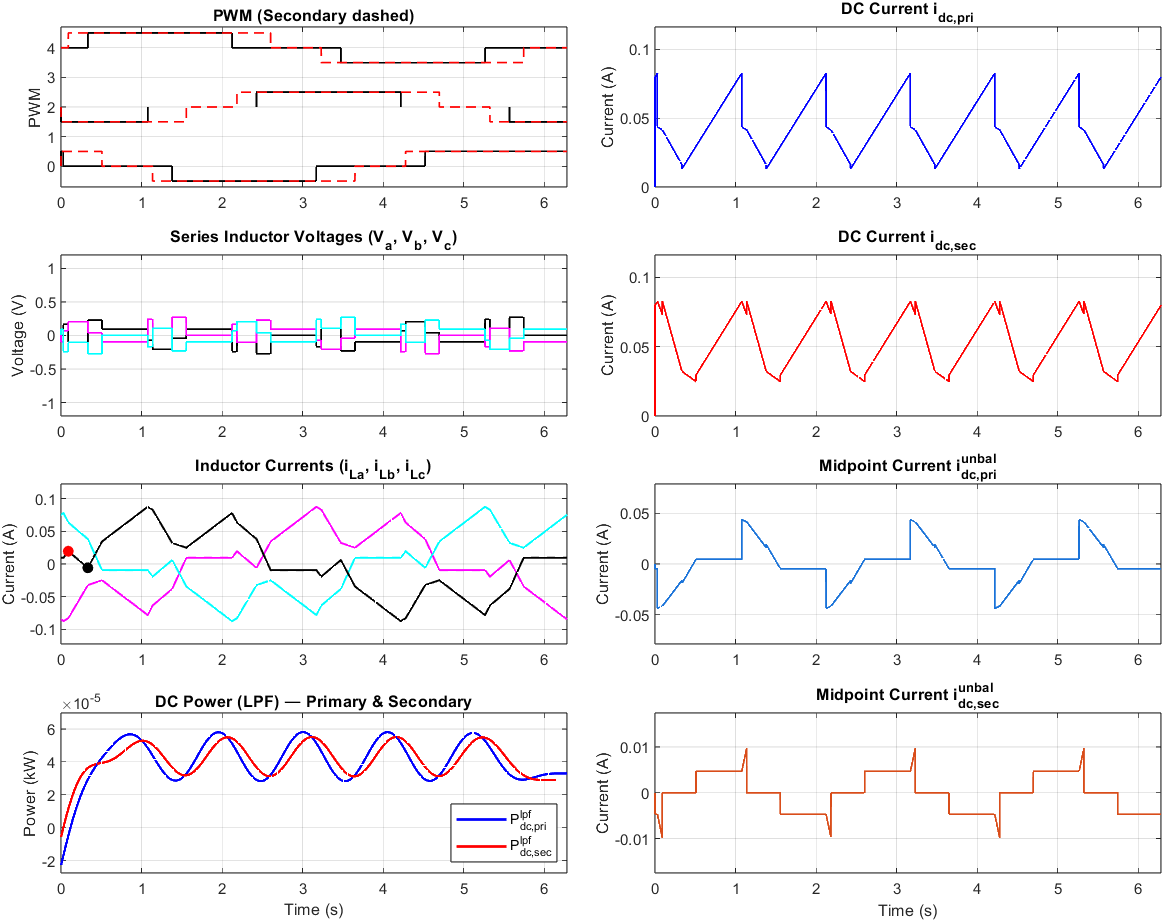 PWM (Secondary dashed)
PWM
4
3
2
1
0
0 1 2 3 4 5 6
DC Current i_dc,pri
Current (A)
0.1
0.05
0
0 1 2 3 4 5 6
Series Inductor Voltages (V_a, V_b, V_c)
Voltage (V)
1
0.5
0
-0.5
-1
0 1 2 3 4 5 6
DC Current i_dc,sec
Current (A)
0.1
0.05
0
0 1 2 3 4 5 6
Inductor Currents (i_La, i_Lb, i_Lc)
Current (A)
0.1
0.05
0
-0.05
-0.1
0 1 2 3 4 5 6
Midpoint Current i^unbal_dc,pri
Current (A)
0.05
0
-0.05
0 1 2 3 4 5 6
DC Power (LPF) — Primary & Secondary
×10^-5
Power (kW)
6
4
2
0
-2
P^lpf_dc,pri
P^lpf_dc,sec
0 1 2 3 4 5 6
Time (s)
Midpoint Current i^unbal_dc,sec
Current (A)
0.01
0
-0.01
0 1 2 3 4 5 6
Time (s)